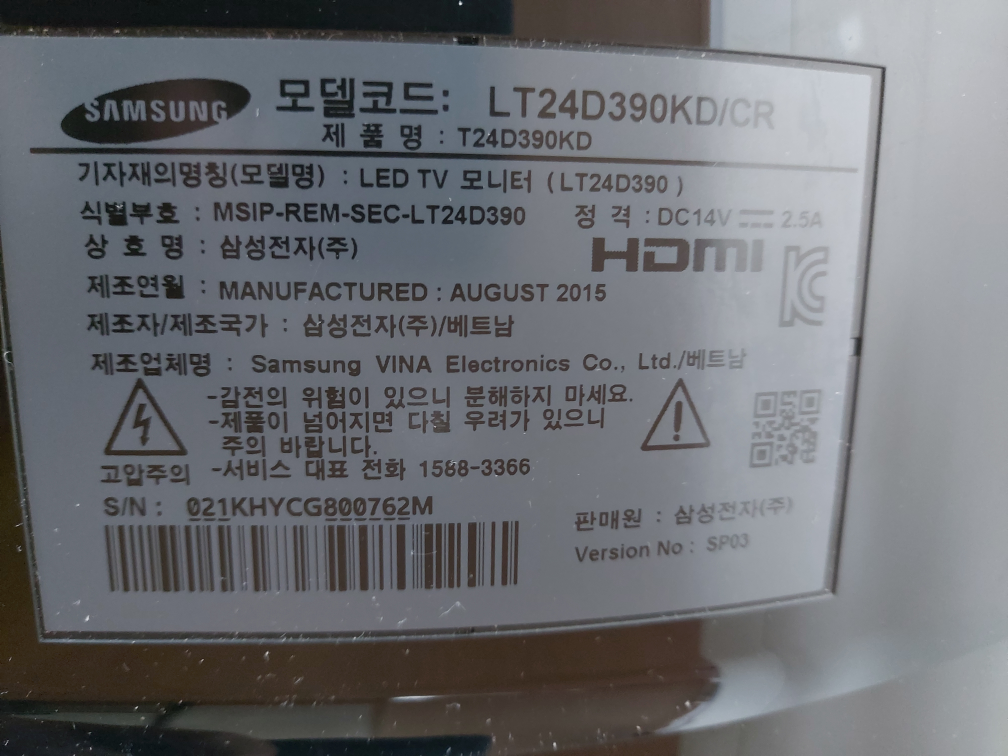 SAMSUNG 모델코드: LT24D390KD/CR
제 품 명 : T24D390KD
기자재의명칭(모델명) : LED TV 모니터 ( LT24D390 )
식별부호 : MSIP-REM-SEC-LT24D390 정 격 : DC14V 2.5A
상 호 명 : 삼성전자(주)
HDMI
제조연월 : MANUFACTURED : AUGUST 2015
제조자/제조국가 : 삼성전자(주)/베트남
제조업체명 : Samsung VINA Electronics Co., Ltd./베트남
-감전의 위험이 있으니 분해하지 마세요.
-제품이 넘어지면 다칠 우려가 있으니
주의 바랍니다.
고압주의 -서비스 대표 전화 1588-3366
S/N : 021KHYCG800762M
판매원 : 삼성전자(주)
Version No : SP03